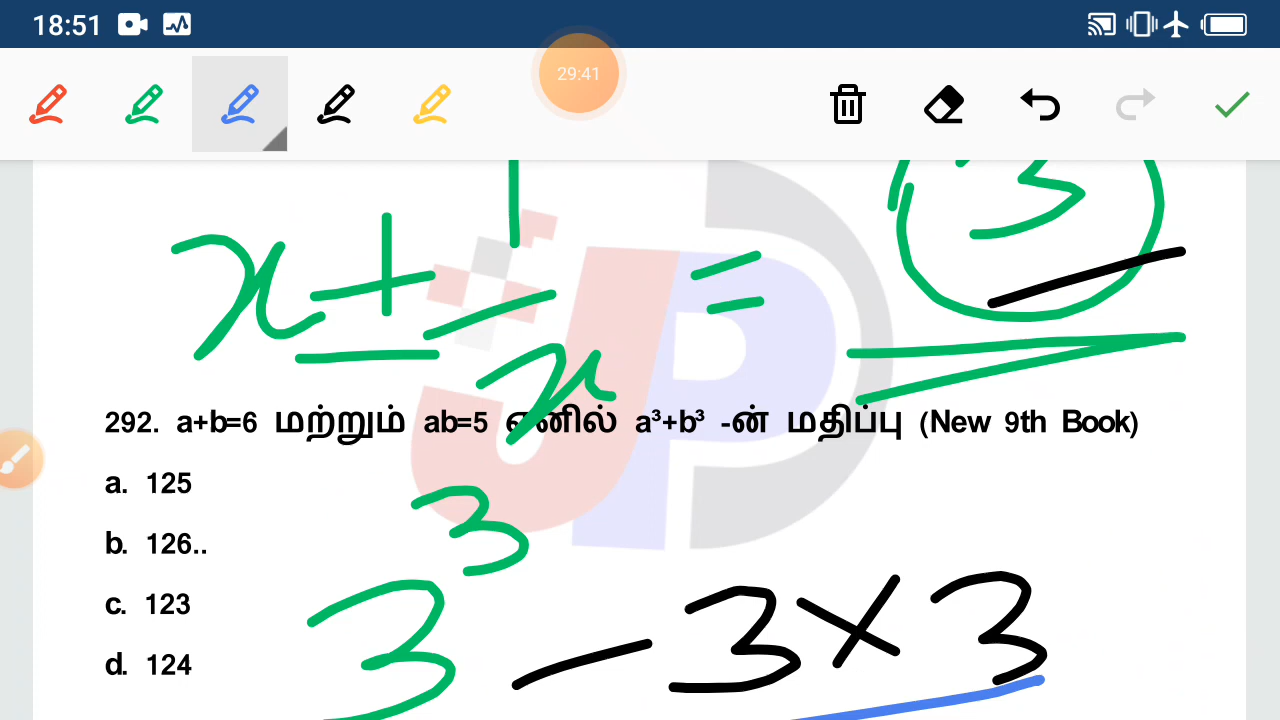 18:51
29:41
3
x + 1/x =
292. a+b=6 மற்றும் ab=5 எனில் a³+b³ -ன் மதிப்பு (New 9th Book)
a. 125
b. 126..
c. 123
d. 124
3³ - 3×3
JP